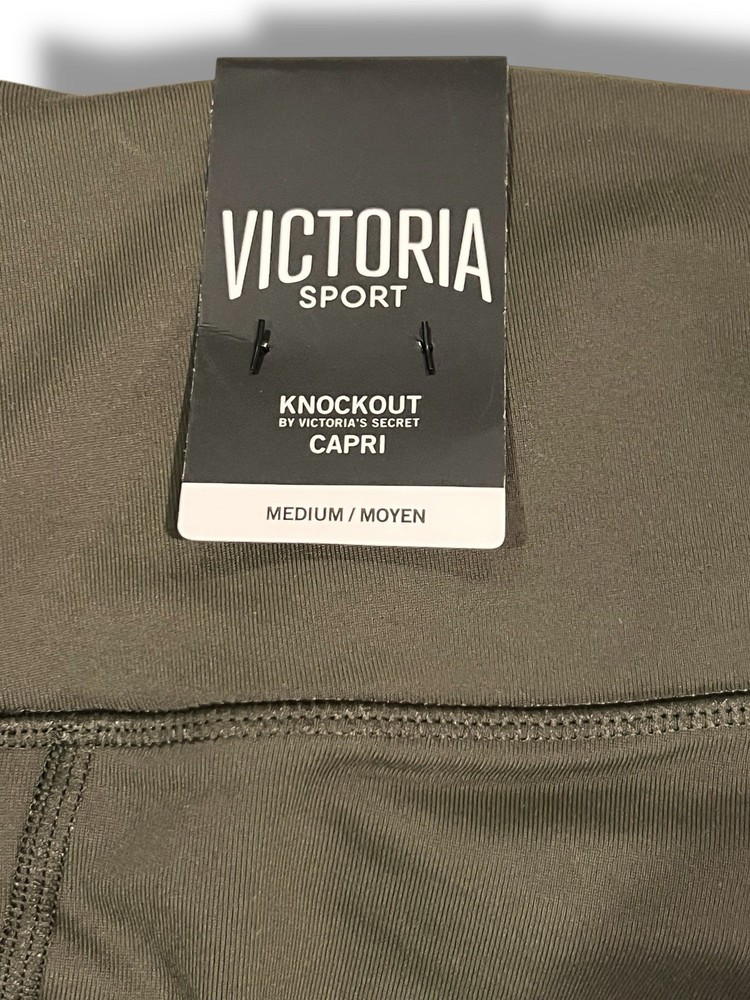 VICTORIA
SPORT
KNOCKOUT
BY VICTORIA'S SECRET
CAPRI
MEDIUM / MOYEN